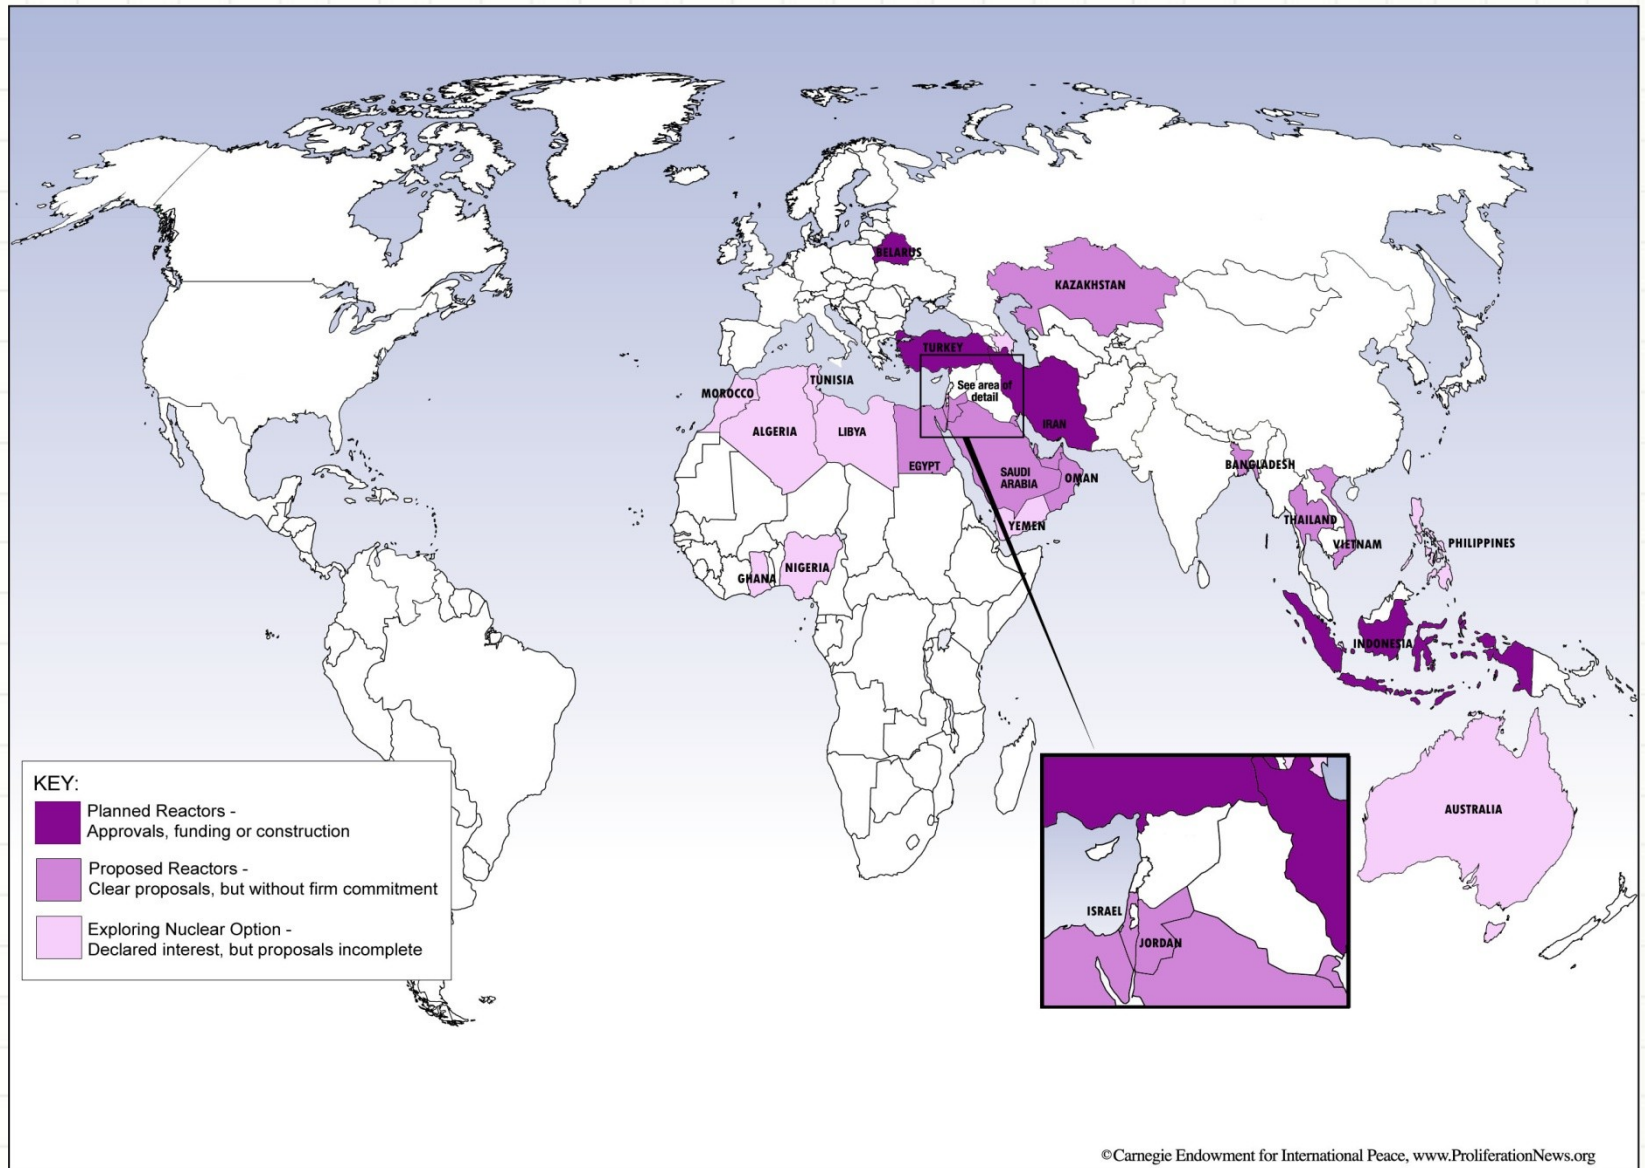 BELARUS
KAZAKHSTAN
TURKEY
TUNISIA
MOROCCO
See area of
detail
ALGERIA
LIBYA
IRAN
EGYPT
SAUDI
ARABIA
OMAN
BANGLADESH
YEMEN
THAILAND
VIETNAM
PHILIPPINES
GHANA
NIGERIA
INDONESIA
AUSTRALIA
ISRAEL
JORDAN
KEY:
Planned Reactors -
Approvals, funding or construction
Proposed Reactors -
Clear proposals, but without firm commitment
Exploring Nuclear Option -
Declared interest, but proposals incomplete
©Carnegie Endowment for International Peace, www.ProliferationNews.org